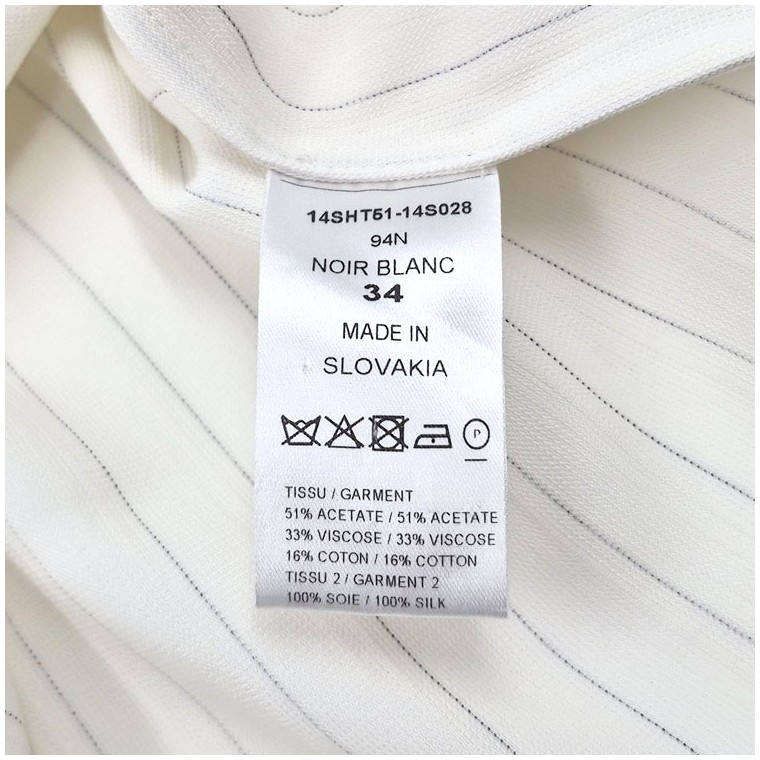 14SHT51-14S028
94N
NOIR BLANC
34
MADE IN
SLOVAKIA
P
TISSU / GARMENT
51% ACETATE / 51% ACETATE
33% VISCOSE / 33% VISCOSE
16% COTON / 16% COTTON
TISSU 2 / GARMENT 2
100% SOIE / 100% SILK